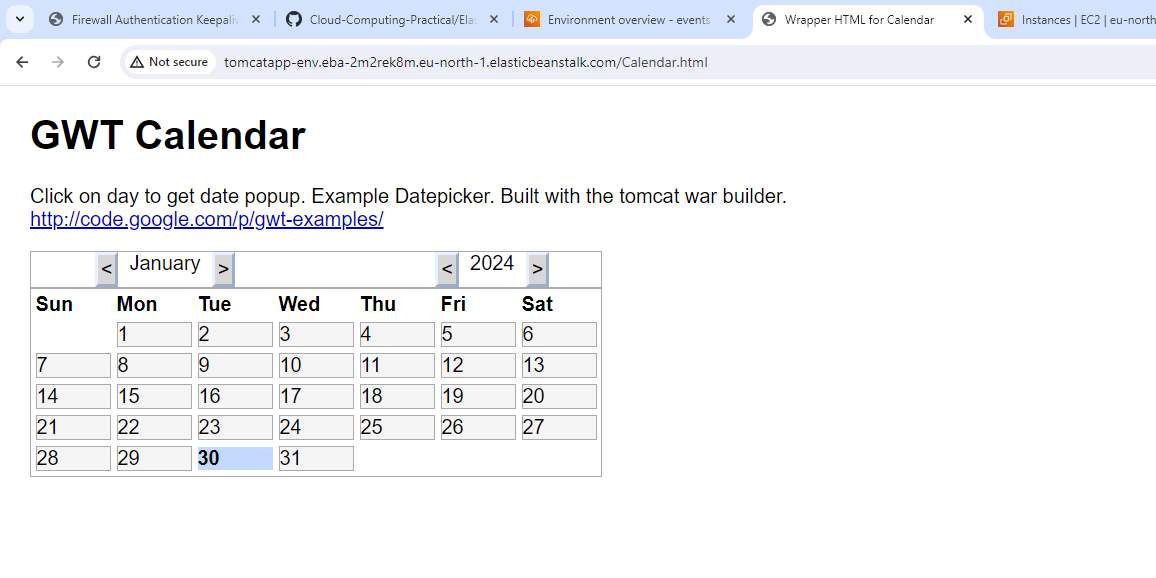 Firewall Authentication Keepaliv
Cloud-Computing-Practical/Elas
Environment overview - events
Wrapper HTML for Calendar
Instances | EC2 | eu-north
Not secure
tomcatapp-env.eba-2m2rek8m.eu-north-1.elasticbeanstalk.com/Calendar.html
GWT Calendar
Click on day to get date popup. Example Datepicker. Built with the tomcat war builder.
http://code.google.com/p/gwt-examples/
< January > < 2024 >
Sun Mon Tue Wed Thu Fri Sat
1 2 3 4 5 6
7 8 9 10 11 12 13
14 15 16 17 18 19 20
21 22 23 24 25 26 27
28 29 30 31